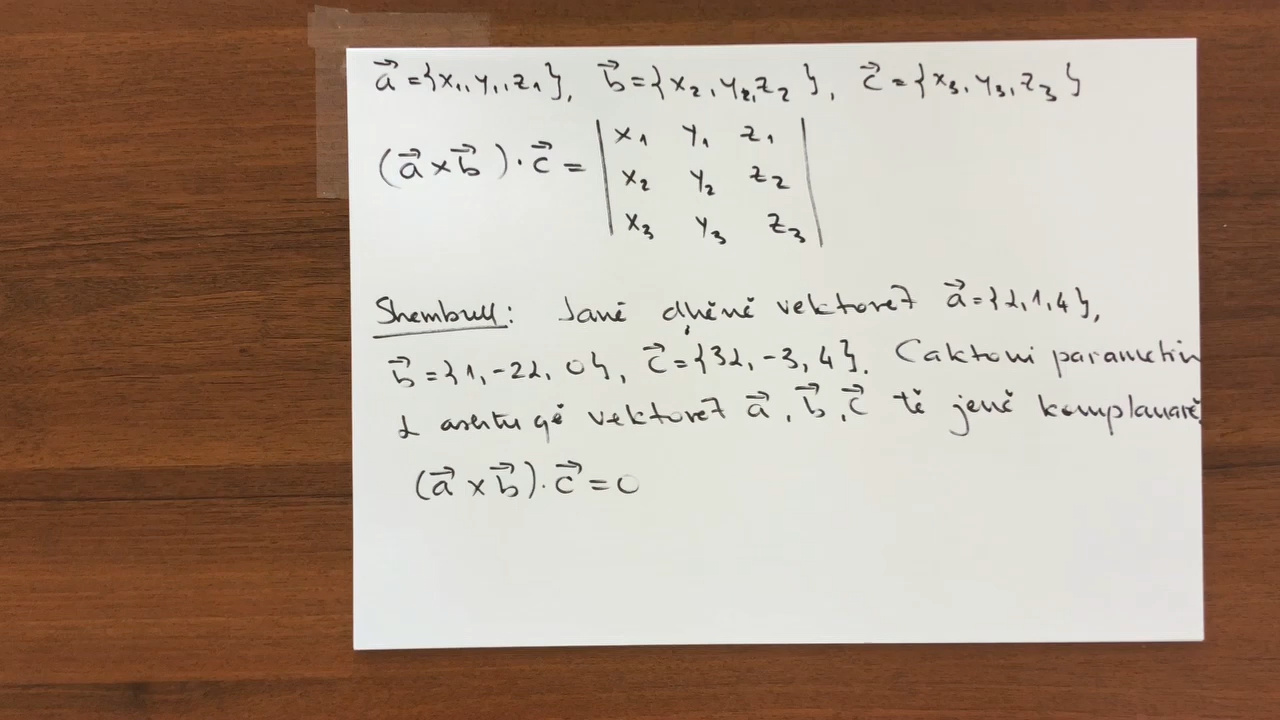 a⃗={x₁,y₁,z₁}, b⃗={x₂,y₂,z₂}, c⃗={x₃,y₃,z₃}
(a⃗×b⃗)·c⃗= | x₁ y₁ z₁ |
| x₂ y₂ z₂ |
| x₃ y₃ z₃ |
Shembull: Janë dhënë vektorët a⃗={λ,1,4},
b⃗={1,-2λ,0}, c⃗={3λ,-3,4}. Caktoni parametrin
λ ashtu që vektorët a⃗, b⃗, c⃗ të jenë komplanarë.
(a⃗×b⃗)·c⃗=0